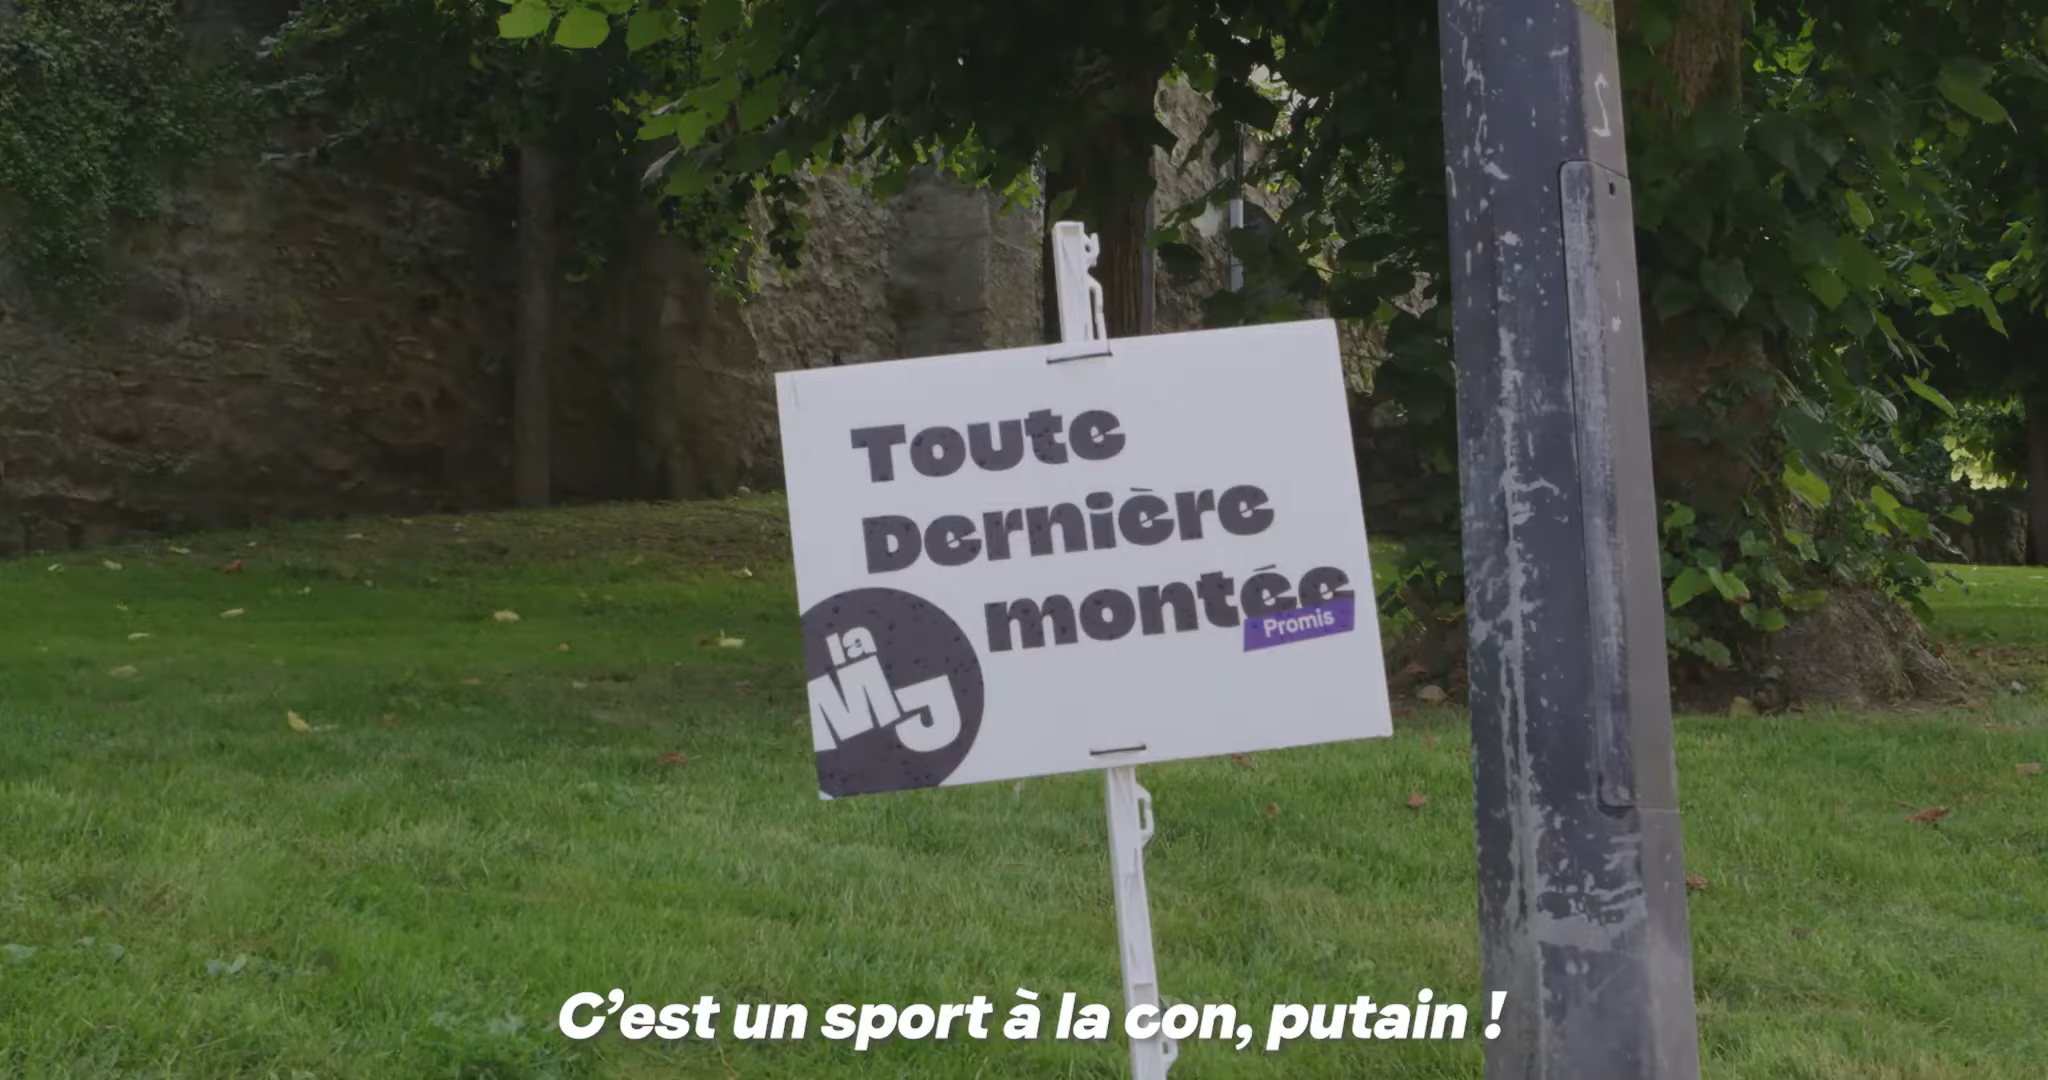 Toute
Dernière
montée
Promis
la
MJ
C’est un sport à la con, putain !